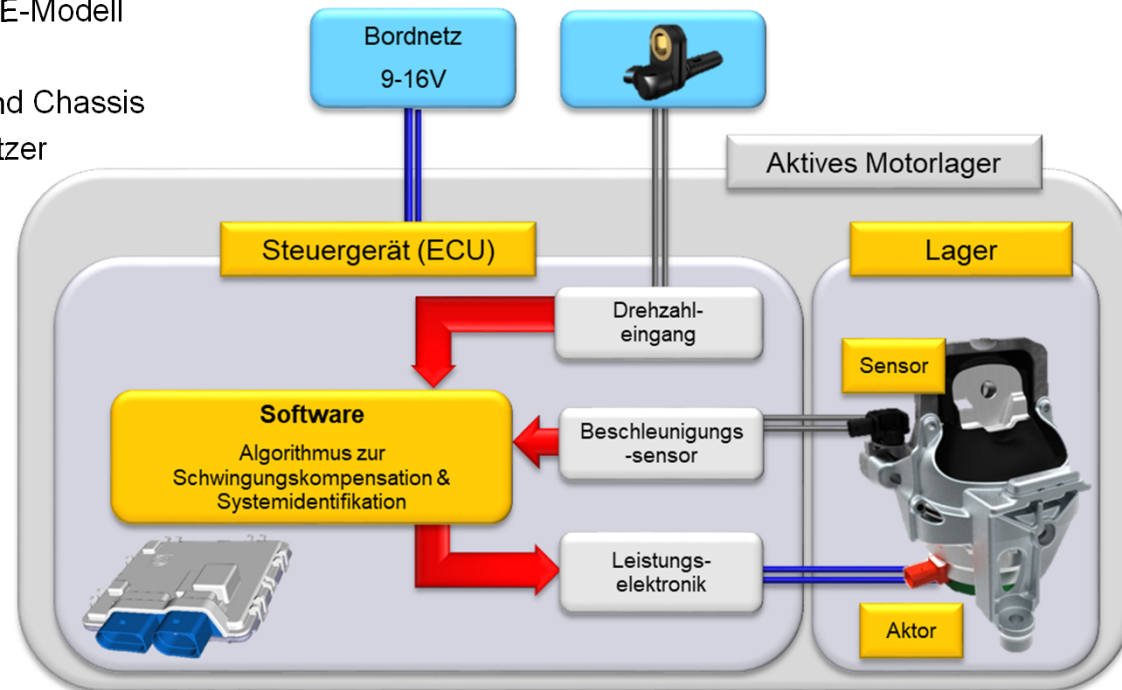 E-Modell
nd Chassis
tzer
Bordnetz
9-16V
Aktives Motorlager
Steuergerät (ECU)
Lager
Drehzahl-
eingang
Sensor
Software
Algorithmus zur
Schwingungskompensation &
Systemidentifikation
Beschleunigungs
-sensor
Leistungs-
elektronik
Aktor